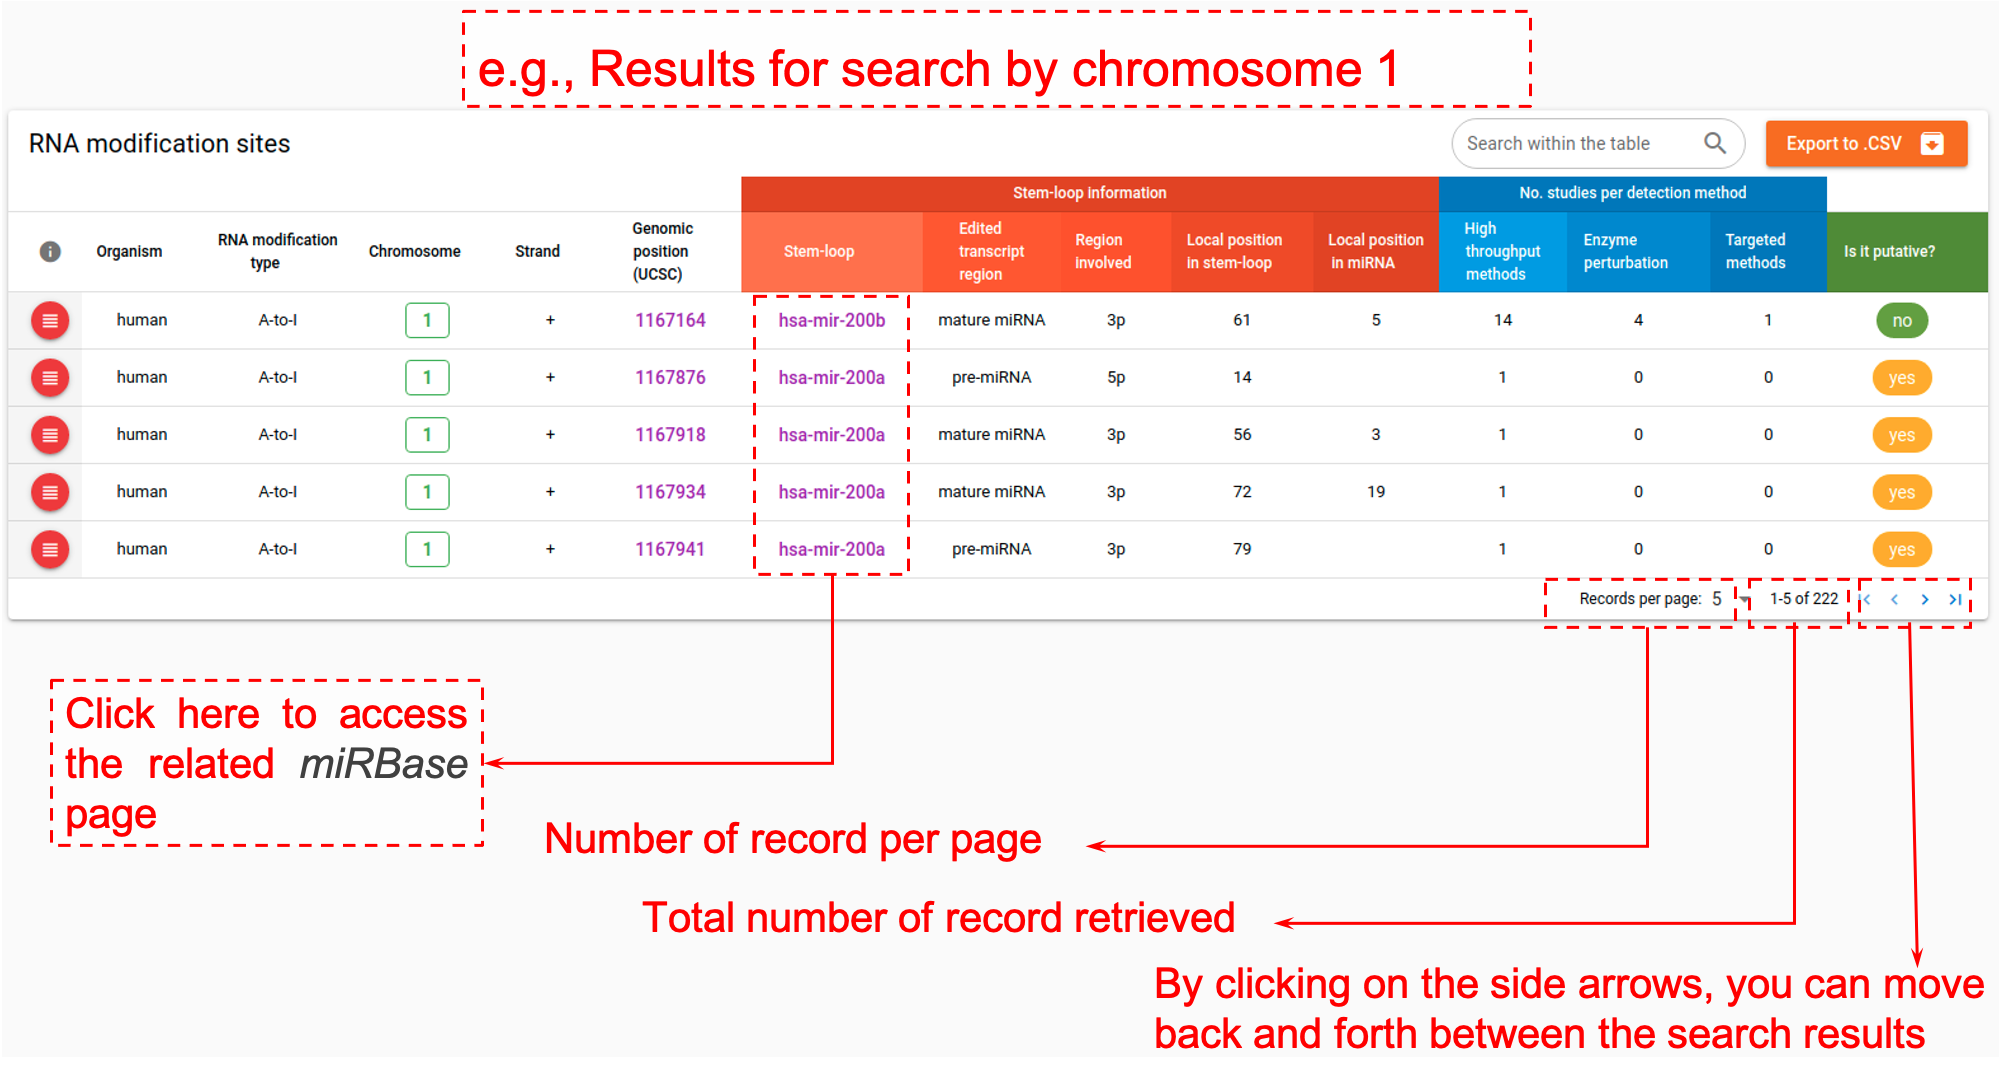 e.g., Results for search by chromosome 1
RNA modification sites
Search within the table
Export to .CSV
Stem-loop information
No. studies per detection method
Organism
RNA modification
type
Chromosome
Strand
Genomic
position
(UCSC)
Stem-loop
Edited
transcript
region
Region
involved
Local position
in stem-loop
Local position
in miRNA
High
throughput
methods
Enzyme
perturbation
Targeted
methods
Is it putative?
human A-to-I 1 + 1167164 hsa-mir-200b mature miRNA 3p 61 5 14 4 1 no
human A-to-I 1 + 1167876 hsa-mir-200a pre-miRNA 5p 14 1 0 0 yes
human A-to-I 1 + 1167918 hsa-mir-200a mature miRNA 3p 56 3 1 0 0 yes
human A-to-I 1 + 1167934 hsa-mir-200a mature miRNA 3p 72 19 1 0 0 yes
human A-to-I 1 + 1167941 hsa-mir-200a pre-miRNA 3p 79 1 0 0 yes
Records per page: 5 1-5 of 222
Click here to access
the related miRBase
page
Number of record per page
Total number of record retrieved
By clicking on the side arrows, you can move
back and forth between the search results